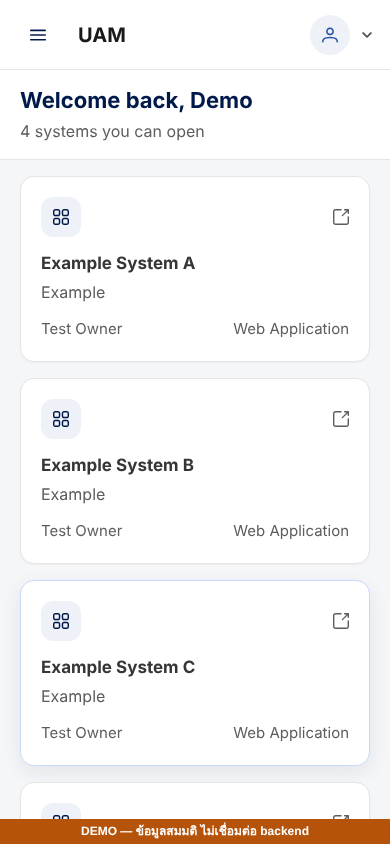 UAM
Welcome back, Demo
4 systems you can open
Example System A
Example
Test Owner Web Application
Example System B
Example
Test Owner Web Application
Example System C
Example
Test Owner Web Application
DEMO — ข้อมูลสมมติ ไม่เชื่อมต่อ backend